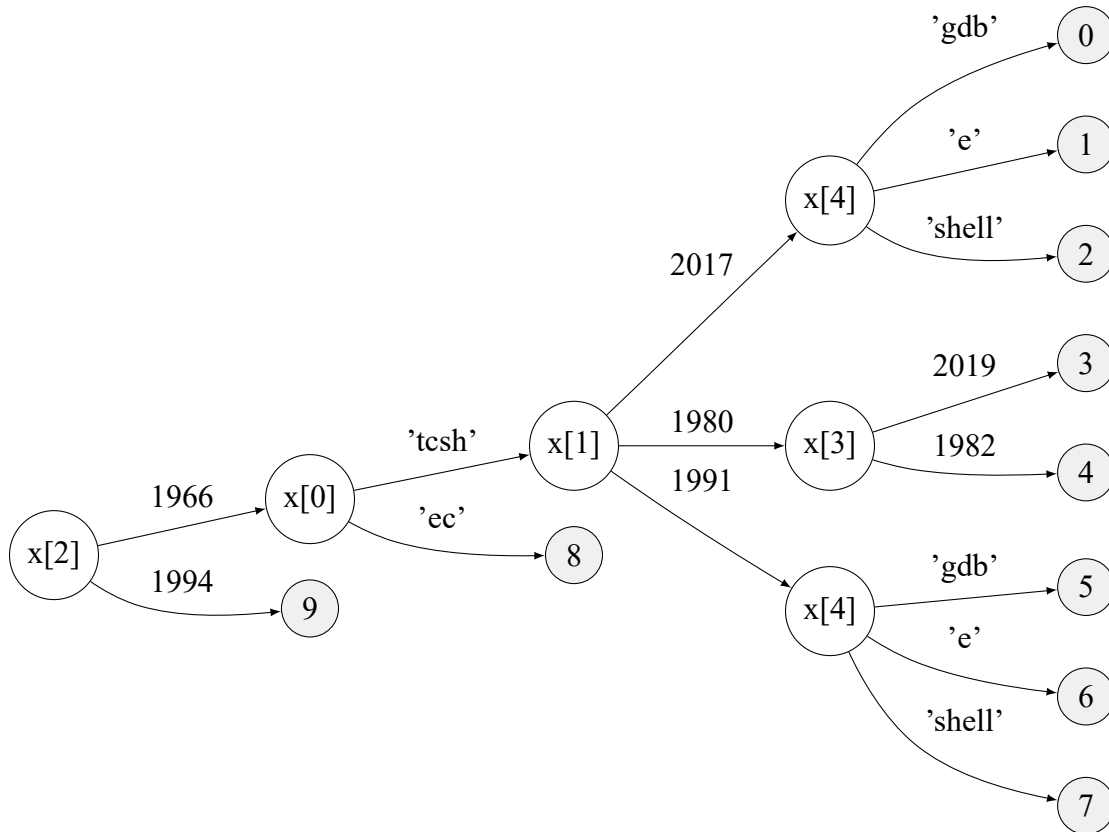 ’gdb’
0
’e’
1
x[4]
’shell’
2
2017
2019
3
1980
x[1]
x[3]
’tcsh’
1982
4
1991
1966
x[0]
’ec’
8
x[2]
1994
9
’gdb’
5
x[4]
’e’
6
’shell’
7